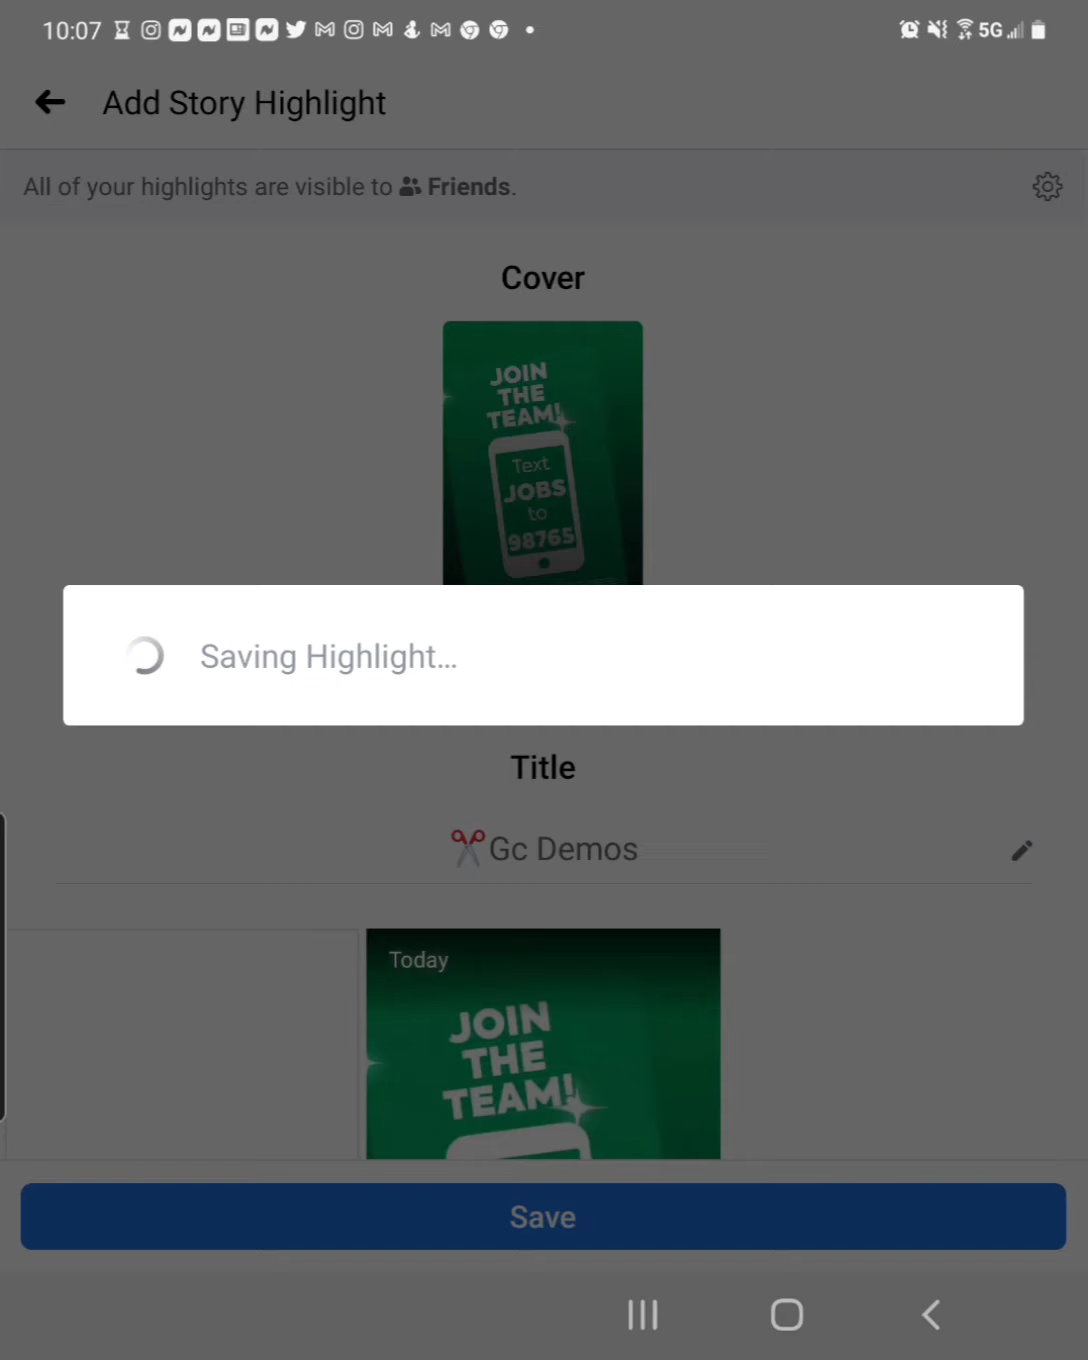 10:07
5G
Add Story Highlight
All of your highlights are visible to Friends.
Cover
JOIN
THE
TEAM!
Text
JOBS
to
98765
Saving Highlight...
Title
Gc Demos
Today
JOIN
THE
TEAM!
Save